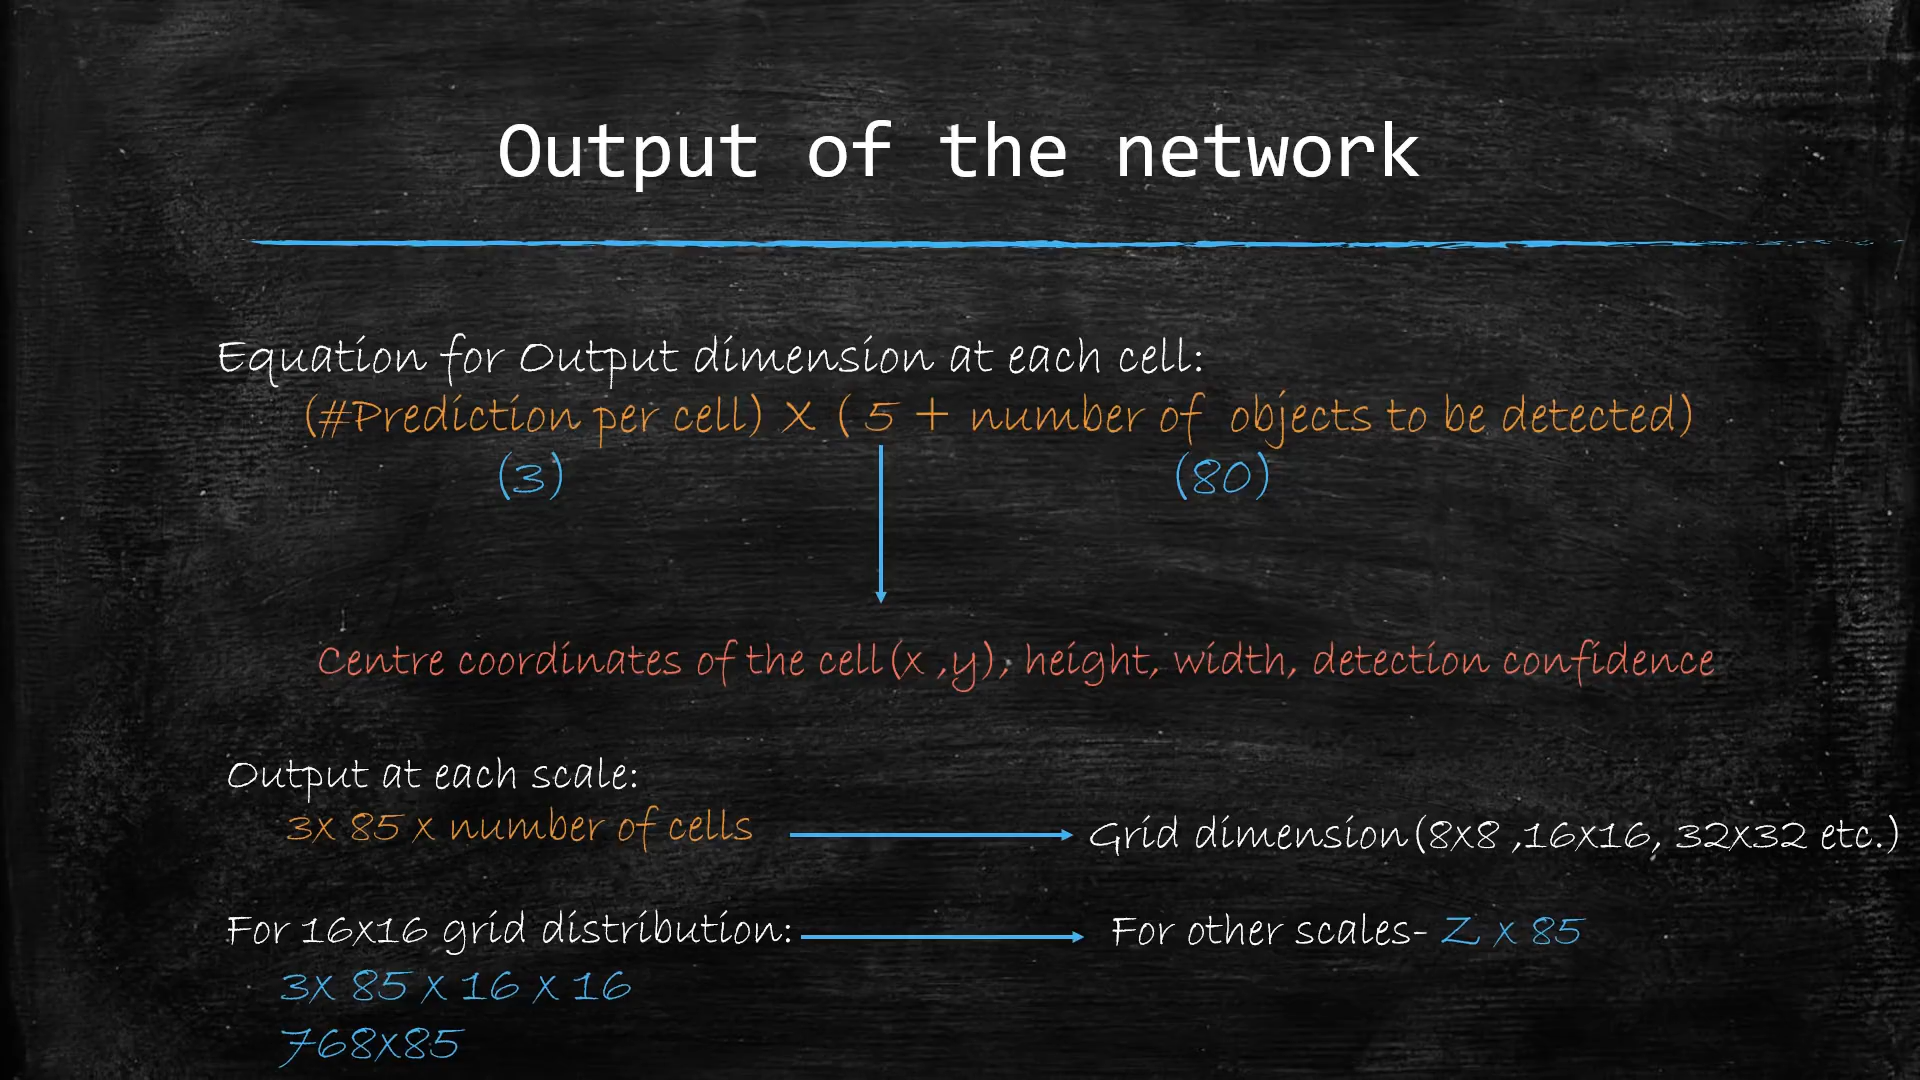 Output of the network
Equation for Output dimension at each cell:
(#Prediction per cell) X ( 5 + number of objects to be detected)
(3) (80)
Centre coordinates of the cell(x ,y), height, width, detection confidence
Output at each scale:
3x 85 x number of cells
Grid dimension(8x8 ,16x16, 32x32 etc.)
For 16x16 grid distribution:
For other scales- Z x 85
3x 85 x 16 x 16
768x85